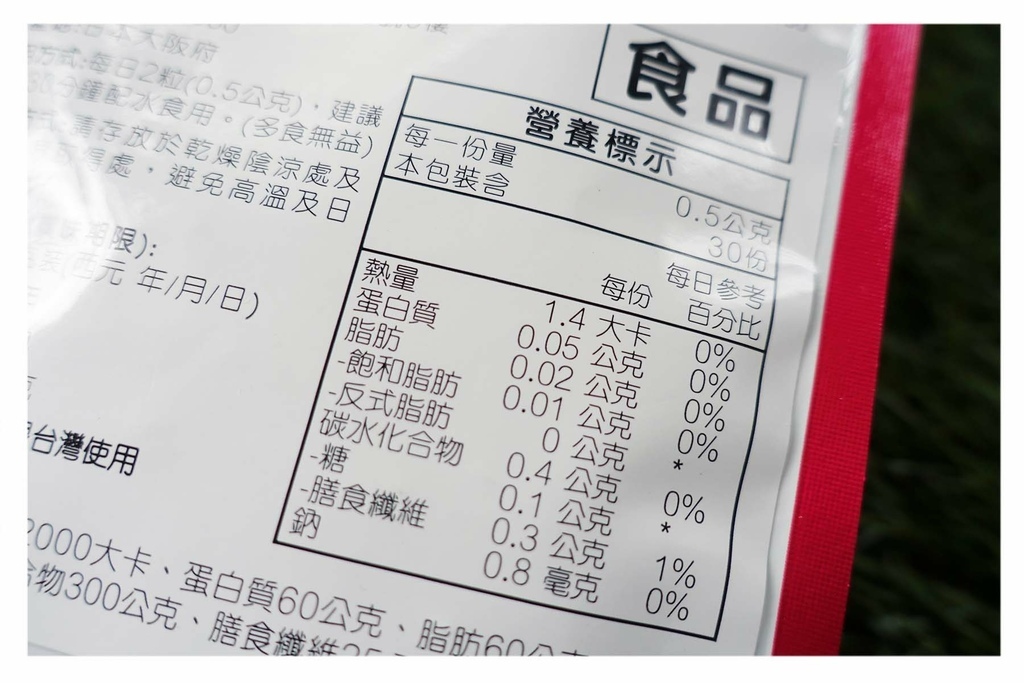 日本大阪府
方式:每日2粒(0.5公克)，建議
30分鐘配水食用。(多食無益)
請存放於乾燥陰涼處及
處，避免高溫及日
期限):
(西元 年/月/日)
台灣使用
2000大卡、蛋白質60公克、脂肪60
物300公克、膳食纖維25
食品
營養標示
每一份量 0.5公克
本包裝含 30份
每份 每日參考
百分比
熱量 1.4 大卡 0%
蛋白質 0.05 公克 0%
脂肪 0.02 公克 0%
-飽和脂肪 0.01 公克 0%
-反式脂肪 0 公克 *
碳水化合物 0.4 公克 0%
-糖 0.1 公克 *
-膳食纖維 0.3 公克 1%
鈉 0.8 毫克 0%